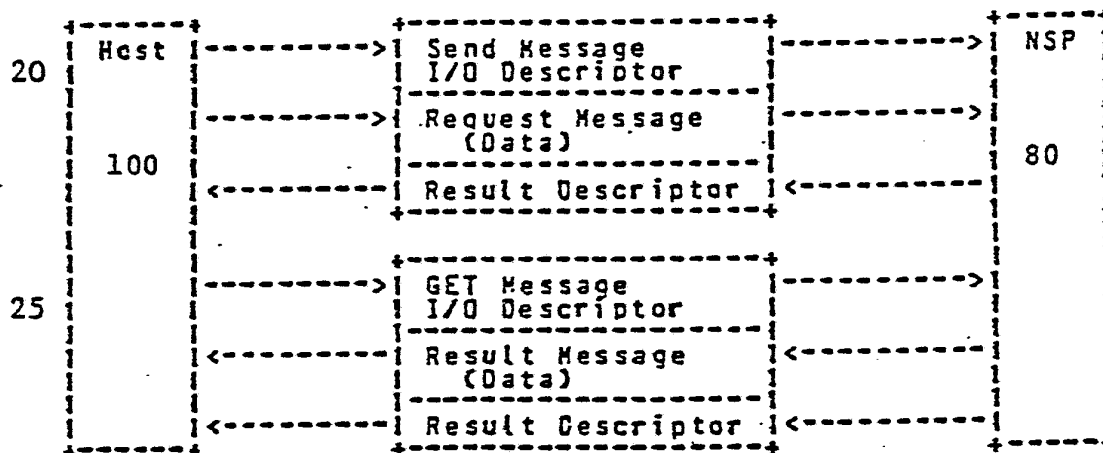 Host
Send Message
NSP
20
I/O Descriptor
Request Message
(Data)
100
80
Result Descriptor
GET Message
25
I/O Descriptor
Result Message
(Data)
Result Descriptor